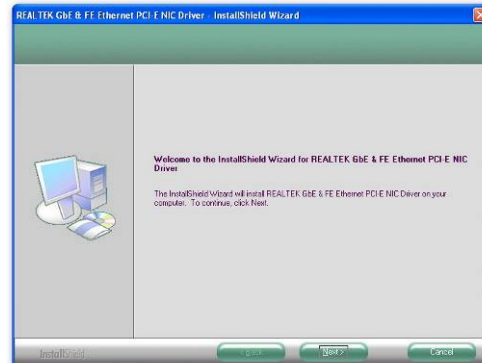 REALTEK GbE & FE Ethernet PCI-E NIC Driver - InstallShield Wizard
Welcome to the InstallShield Wizard for REALTEK GbE & FE Ethernet PCI-E NIC
Driver
The InstallShield Wizard will install REALTEK GbE & FE Ethernet PCI-E NIC Driver on your
computer. To continue, click Next.
InstallShield
< Back
Next >
Cancel